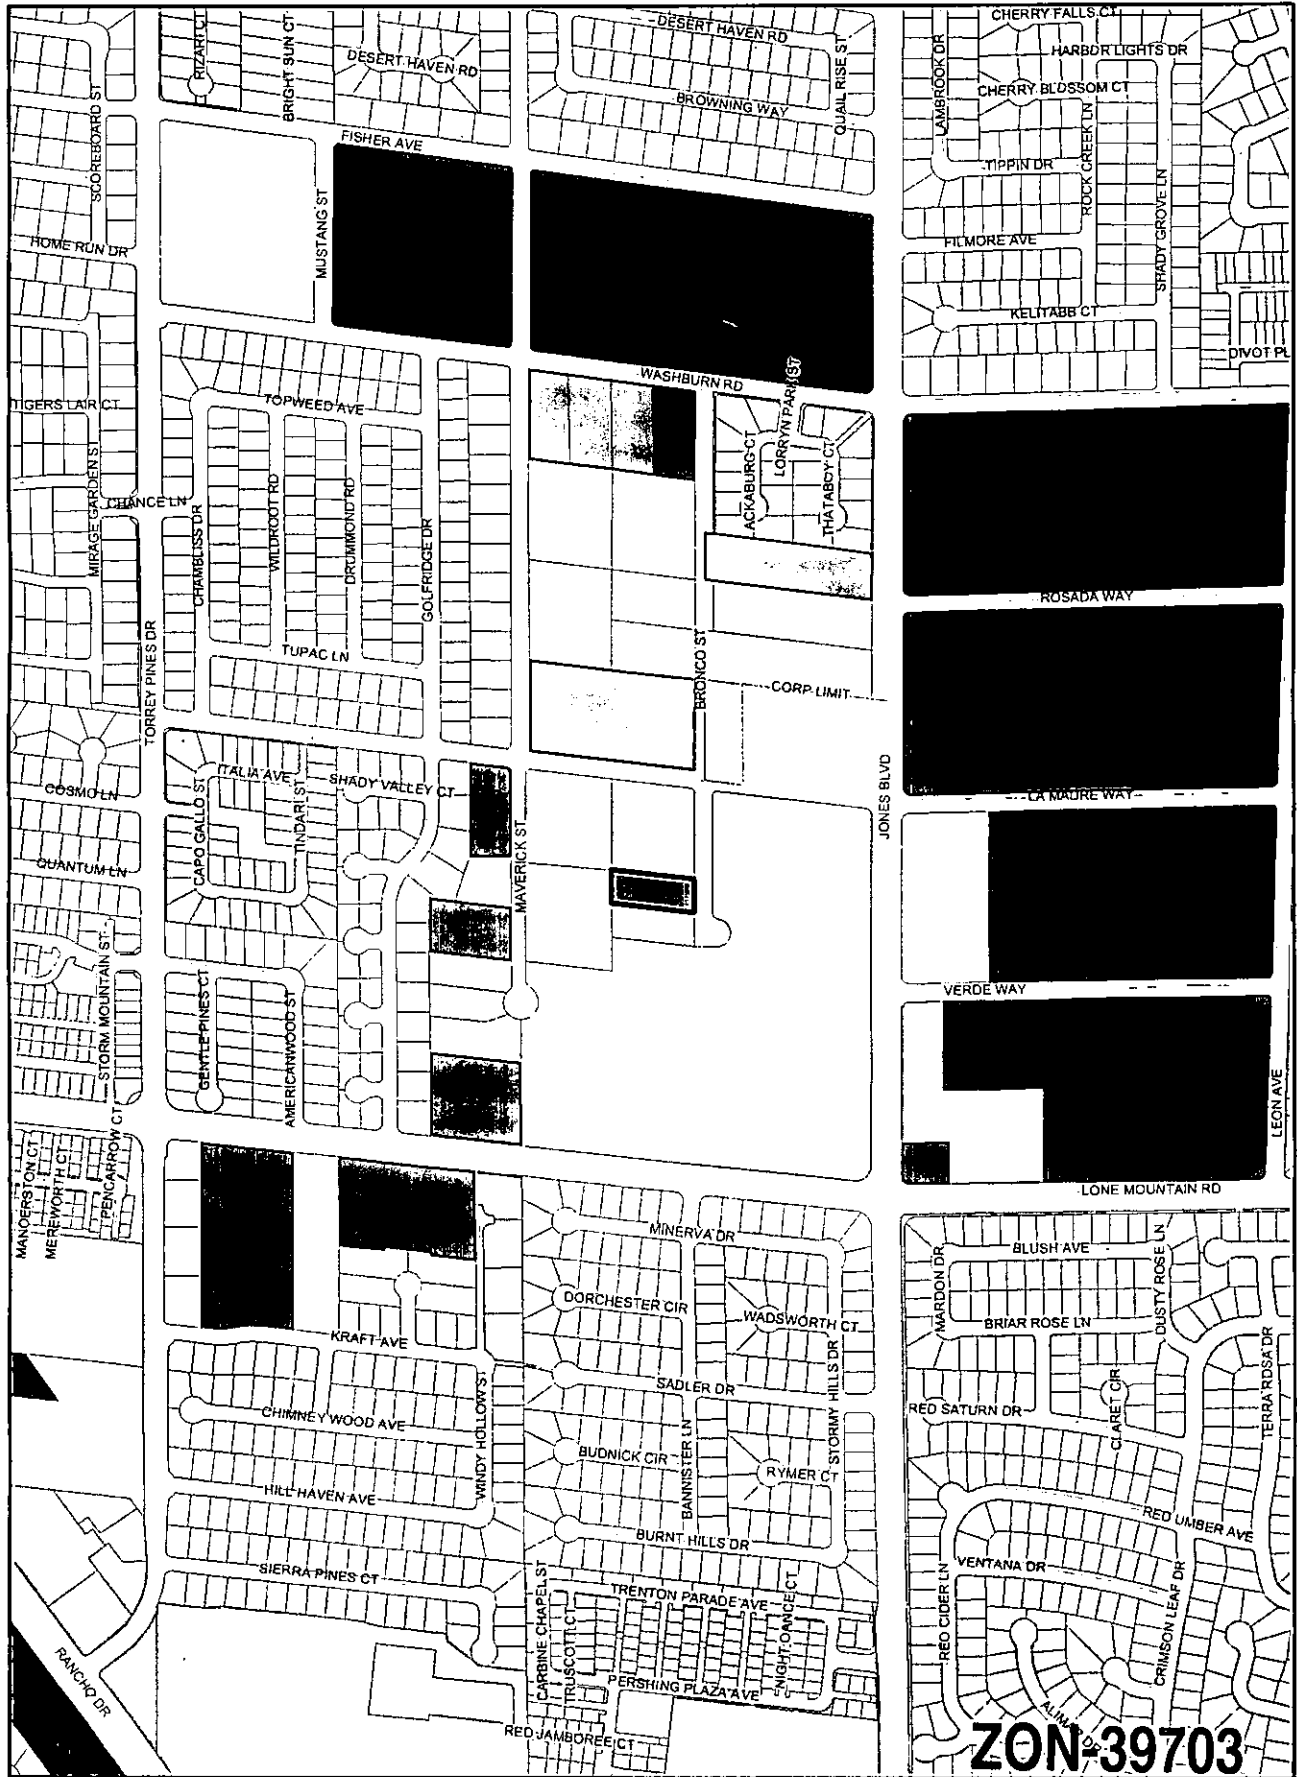 CHERRY FALLS CT
DESERT HAVEN RD
HARBOR LIGHTS DR
BRIGHT SUN CT
DESERT HAVEN RD
QUAIL RISE ST
LAMBROOK DR
CHERRY BLOSSOM CT
SCOREBOARD ST
BROWNING WAY
ROCK CREEK LN
FISHER AVE
TIPPIN DR
SHADY GROVE LN
MUSTANG ST
HOME RUN DR
FILMORE AVE
KELITABB CT
DIVOT PL
WASHBURN RD
LORRYN PARK ST
TIGERS LAIR CT
TOPWEED AVE
ACKABURG CT
THATABOY CT
MIRAGE GARDEN ST
CHANCE LN
CHAMBLISS DR
WILDROOT RD
DRUMMOND RD
GOLFRIDGE DR
ROSADA WAY
TORREY PINES DR
TUPAC LN
BRONCO ST
CORP LIMIT
ITALIA AVE
SHADY VALLEY CT
COSMO LN
CAPO GALLO ST
TINDARI ST
JONES BLVD
LA MADRE WAY
QUANTUM LN
MAVERICK ST
STORM MOUNTAIN ST
GENTLE PINES CT
AMERICANWOOD ST
VERDE WAY
LEON AVE
PENCARROW CT
MANOERSTON CT
MEREWORTH CT
LONE MOUNTAIN RD
MINERVA DR
BLUSH AVE
DUSTY ROSE LN
MARDON DR
DORCHESTER CIR
WADSWORTH CT
BRIAR ROSE LN
KRAFT AVE
STORMY HILLS DR
TERRA ROSA DR
SADLER DR
CLARET CIR
RED SATURN DR
CHIMNEY WOOD AVE
WINDY HOLLOW ST
BUDNICK CIR
BANNISTER LN
RYMER CT
HILL HAVEN AVE
RED UMBER AVE
BURNT HILLS DR
VENTANA DR
SIERRA PINES CT
TRENTON PARADE AVE
RED CIDER LN
CRIMSON LEAF DR
CARBINE CHAPEL ST
TRUSCOTT CT
NIGHT DANCE CT
RANCHO DR
PERSHING PLAZA AVE
RED JAMBOREE CT
ZON-39703